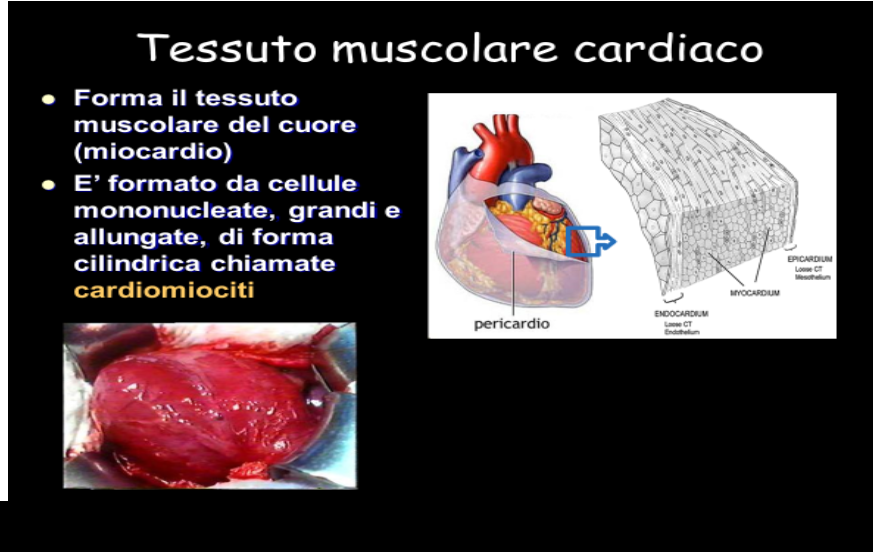 Tessuto muscolare cardiaco
Forma il tessuto
muscolare del cuore
(miocardio)
E' formato da cellule
mononucleate, grandi e
allungate, di forma
cilindrica chiamate
cardiomiociti
pericardio
EPICARDIUM
Loose CT
Mesothelium
MYOCARDIUM
ENDOCARDIUM
Loose CT
Endothelium